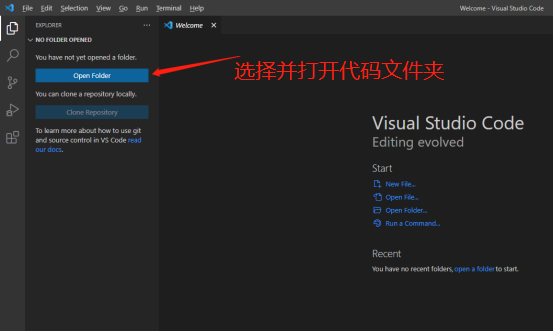 File Edit Selection View Go Run Terminal Help
Welcome - Visual Studio Code
EXPLORER ···
Welcome
NO FOLDER OPENED
You have not yet opened a folder.
Open Folder
选择并打开代码文件夹
You can clone a repository locally.
Clone Repository
To learn more about how to use git
and source control in VS Code read
our docs.
Visual Studio Code
Editing evolved
Start
New File...
Open File...
Open Folder...
Run a Command...
Recent
You have no recent folders, open a folder to start.